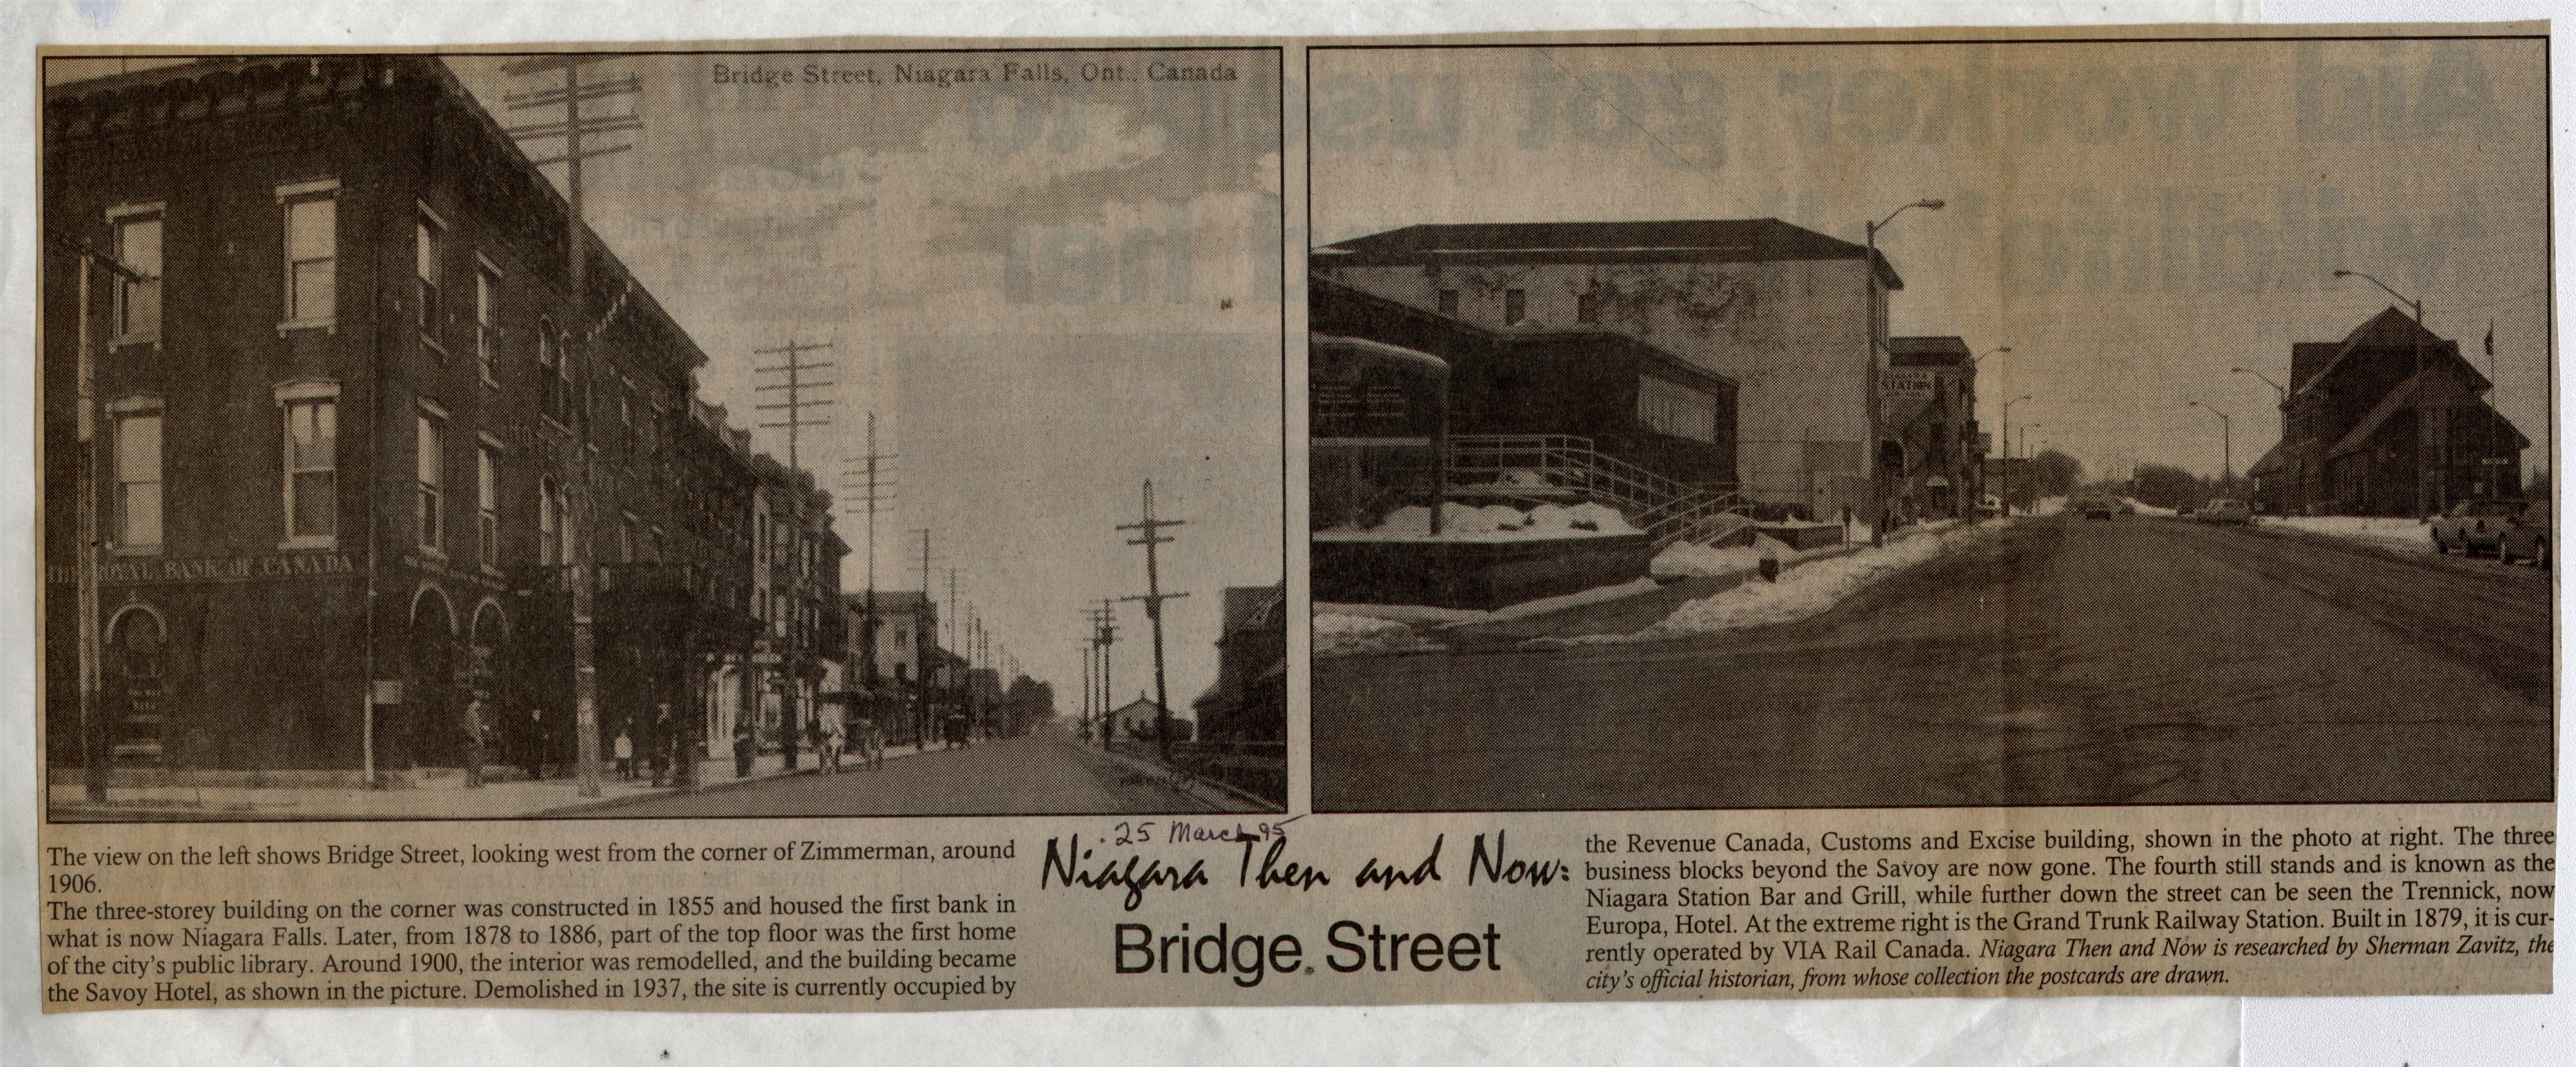 Bridge Street, Niagara Falls, Ont., Canada
THE ROYAL BANK OF CANADA
STATION
25 March 95
Niagara Then and Now:
Bridge Street
The view on the left shows Bridge Street, looking west from the corner of Zimmerman, around
1906.
The three-storey building on the corner was constructed in 1855 and housed the first bank in
what is now Niagara Falls. Later, from 1878 to 1886, part of the top floor was the first home
of the city's public library. Around 1900, the interior was remodelled, and the building became
the Savoy Hotel, as shown in the picture. Demolished in 1937, the site is currently occupied by
the Revenue Canada, Customs and Excise building, shown in the photo at right. The three
business blocks beyond the Savoy are now gone. The fourth still stands and is known as the
Niagara Station Bar and Grill, while further down the street can be seen the Trennick, now
Europa, Hotel. At the extreme right is the Grand Trunk Railway Station. Built in 1879, it is cur-
rently operated by VIA Rail Canada. Niagara Then and Now is researched by Sherman Zavitz, the
city's official historian, from whose collection the postcards are drawn.